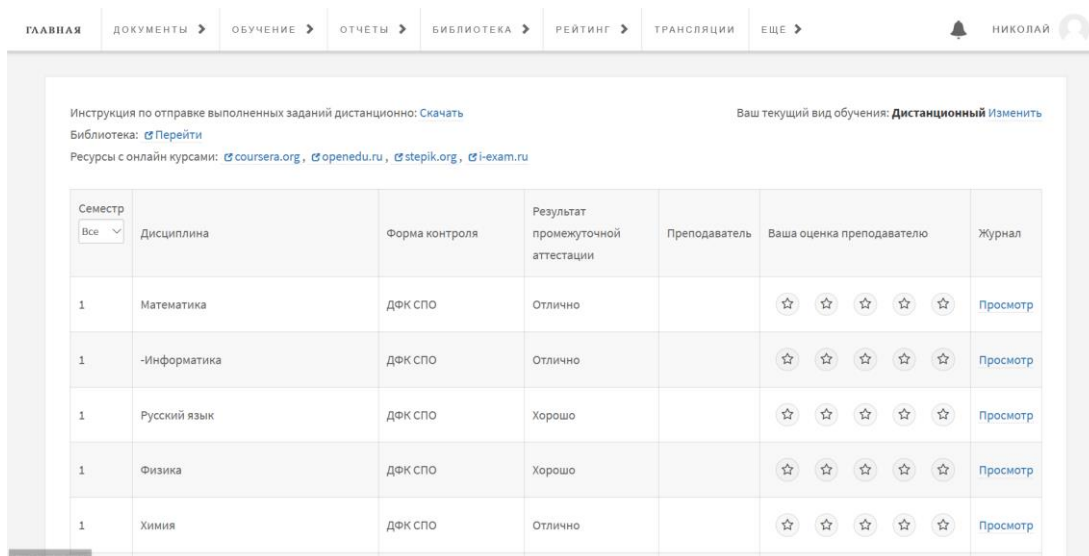 ГЛАВНАЯ ДОКУМЕНТЫ ОБУЧЕНИЕ ОТЧЁТЫ БИБЛИОТЕКА РЕЙТИНГ ТРАНСЛЯЦИИ ЕЩЁ НИКОЛАЙ
Инструкция по отправке выполненных заданий дистанционно: Скачать Ваш текущий вид обучения: Дистанционный Изменить
Библиотека: Перейти
Ресурсы с онлайн курсами: coursera.org, openedu.ru, stepik.org, i-exam.ru
Семестр
Все
Дисциплина
Форма контроля
Результат
промежуточной
аттестации
Преподаватель
Ваша оценка преподавателю
Журнал
1 Математика ДФК СПО Отлично Просмотр
1 -Информатика ДФК СПО Отлично Просмотр
1 Русский язык ДФК СПО Хорошо Просмотр
1 Физика ДФК СПО Хорошо Просмотр
1 Химия ДФК СПО Отлично Просмотр